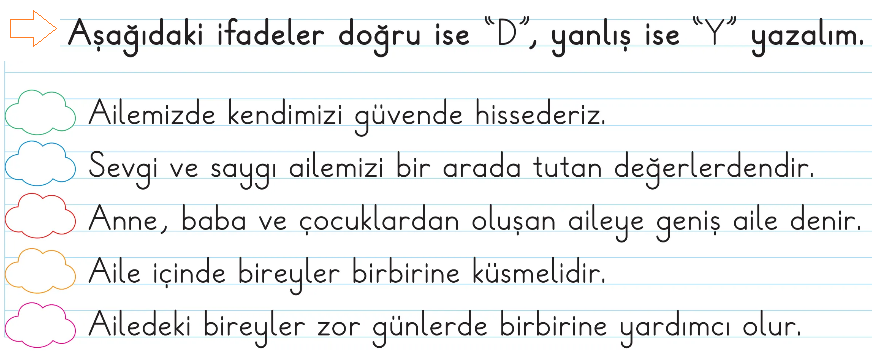 Aşağıdaki ifadeler doğru ise “D”, yanlış ise “Y” yazalım.
Ailemizde kendimizi güvende hissederiz.
Sevgi ve saygı ailemizi bir arada tutan değerlerdendir.
Anne, baba ve çocuklardan oluşan aileye geniş aile denir.
Aile içinde bireyler birbirine küsmelidir.
Ailedeki bireyler zor günlerde birbirine yardımcı olur.